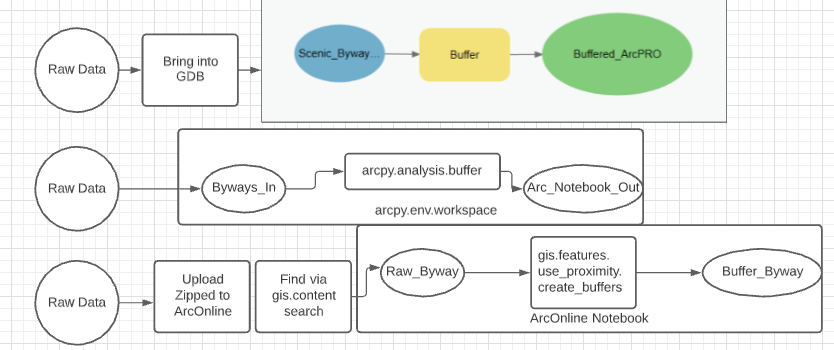 Raw Data
Bring into
GDB
Scenic_Byway...
Buffer
Buffered_ArcPRO
Raw Data
Byways_In
arcpy.analysis.buffer
Arc_Notebook_Out
arcpy.env.workspace
Raw Data
Upload
Zipped to
ArcOnline
Find via
gis.content
search
Raw_Byway
gis.features.
use_proximity.
create_buffers
Buffer_Byway
ArcOnline Notebook